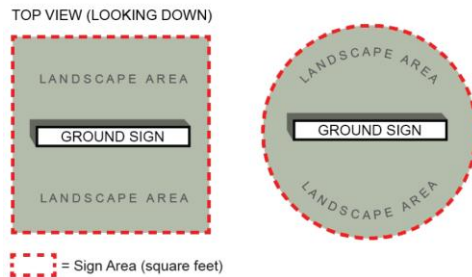 TOP VIEW (LOOKING DOWN)
LANDSCAPE AREA
GROUND SIGN
LANDSCAPE AREA
LANDSCAPE AREA
GROUND SIGN
LANDSCAPE AREA
= Sign Area (square feet)